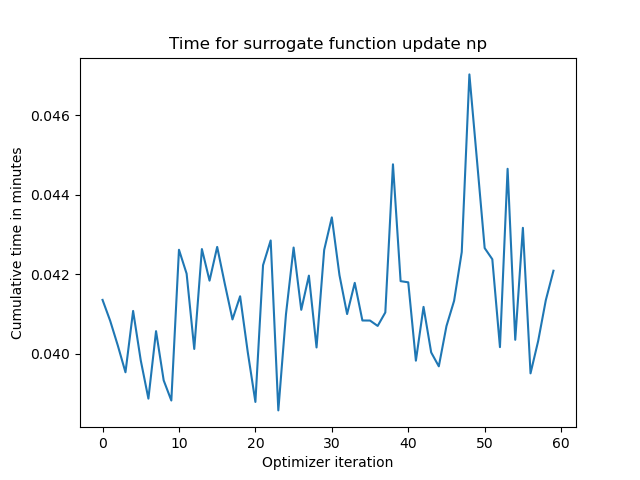 Time for surrogate function update np
Cumulative time in minutes
0.046
0.044
0.042
0.040
0 10 20 30 40 50 60
Optimizer iteration